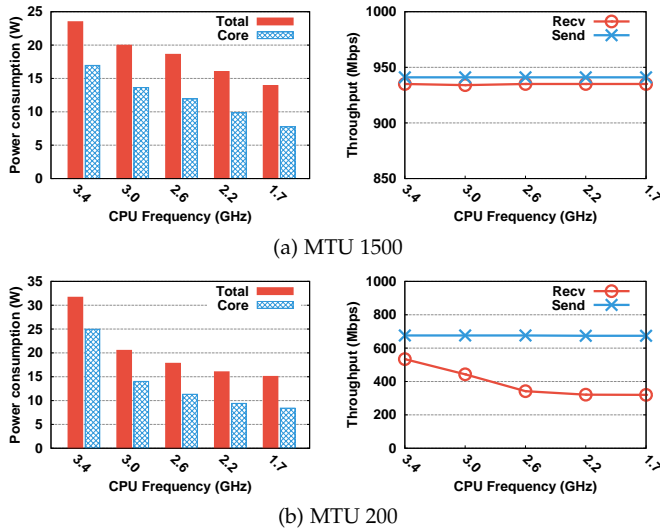 Power consumption (W)
25
20
15
10
5
0
Total
Core
3.4
3.0
2.6
2.2
1.7
CPU Frequency (GHz)
Throughput (Mbps)
1000
950
900
850
Recv
Send
3.4
3.0
2.6
2.2
1.7
CPU Frequency (GHz)
(a) MTU 1500
Power consumption (W)
35
30
25
20
15
10
5
0
Total
Core
3.4
3.0
2.6
2.2
1.7
CPU Frequency (GHz)
Throughput (Mbps)
1000
800
600
400
200
0
Recv
Send
3.4
3.0
2.6
2.2
1.7
CPU Frequency (GHz)
(b) MTU 200